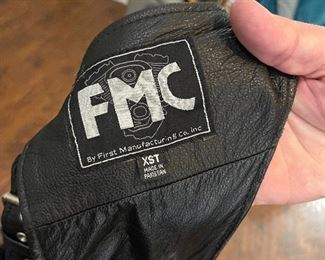 FMC
By First Manufacturing Co. inc
XST
MADE IN
PAKISTAN